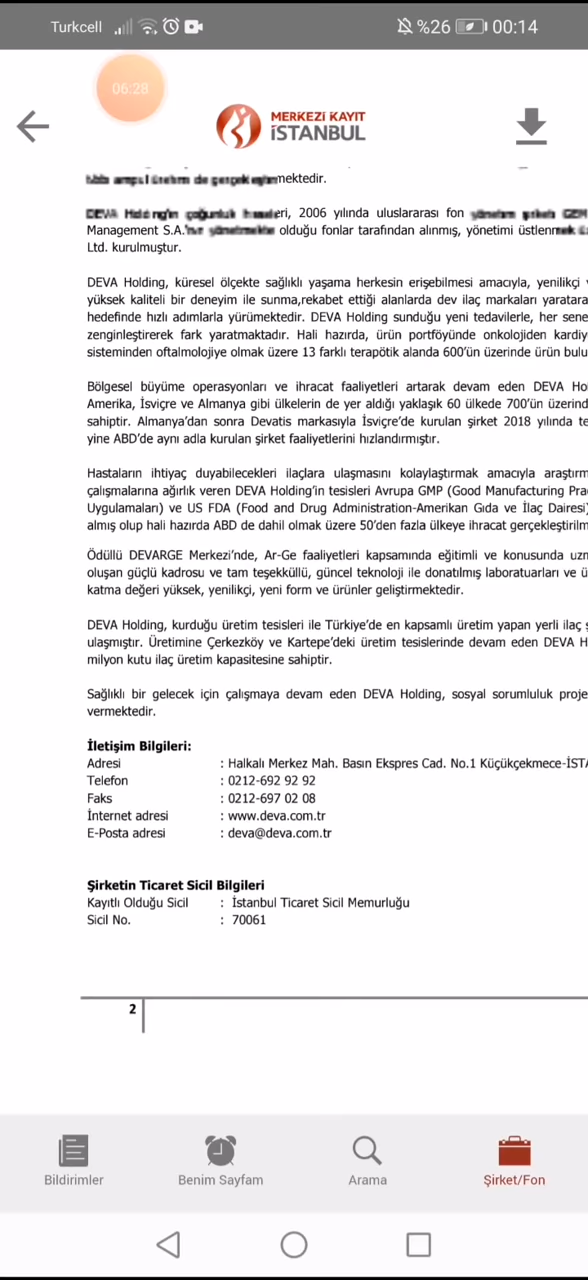 Turkcell %26 00:14
06:28
MERKEZİ KAYIT
İSTANBUL
mektedir.
DEVA Holding'in çoğunluk hisseleri, 2006 yılında uluslararası fon
Management S.A.'nın yönetmekte olduğu fonlar tarafından alınmış, yönetimi
Ltd. kurulmuştur.
DEVA Holding, küresel ölçekte sağlıklı yaşama herkesin erişebilmesi amacıyla, yenilikçi
yüksek kaliteli bir deneyim ile sunma,rekabet ettiği alanlarda dev ilaç markaları yaratara
hedefinde hızlı adımlarla yürümektedir. DEVA Holding sunduğu yeni tedavilerle, her sene
zenginleştirerek fark yaratmaktadır. Hali hazırda, ürün portföyünde onkolojiden kardiy
sisteminden oftalmolojiye olmak üzere 13 farklı terapötik alanda 600'ün üzerinde ürün bulu
Bölgesel büyüme operasyonları ve ihracat faaliyetleri artarak devam eden DEVA Ho
Amerika, İsviçre ve Almanya gibi ülkelerin de yer aldığı yaklaşık 60 ülkede 700'ün üzerind
sahiptir. Almanya'dan sonra Devatis markasıyla İsviçre'de kurulan şirket 2018 yılında te
yine ABD'de aynı adla kurulan şirket faaliyetlerini hızlandırmıştır.
Hastaların ihtiyaç duyabilecekleri ilaçlara ulaşmasını kolaylaştırmak amacıyla araştırm
çalışmalarına ağırlık veren DEVA Holding'in tesisleri Avrupa GMP (Good Manufacturing Pra
Uygulamaları) ve US FDA (Food and Drug Administration-Amerikan Gıda ve İlaç Dairesi)
almış olup hali hazırda ABD de dahil olmak üzere 50'den fazla ülkeye ihracat gerçekleştirilm
Ödüllü DEVARGE Merkezi'nde, Ar-Ge faaliyetleri kapsamında eğitimli ve konusunda uzm
oluşan güçlü kadrosu ve tam teşekküllü, güncel teknoloji ile donatılmış laboratuarları ve ü
katma değeri yüksek, yenilikçi, yeni form ve ürünler geliştirmektedir.
DEVA Holding, kurduğu üretim tesisleri ile Türkiye'de en kapsamlı üretim yapan yerli ilaç ş
ulaşmıştır. Üretimine Çerkezköy ve Kartepe'deki üretim tesislerinde devam eden DEVA H
milyon kutu ilaç üretim kapasitesine sahiptir.
Sağlıklı bir gelecek için çalışmaya devam eden DEVA Holding, sosyal sorumluluk proje
vermektedir.
İletişim Bilgileri:
Adresi : Halkalı Merkez Mah. Basın Ekspres Cad. No.1 Küçükçekmece-İSTA
Telefon : 0212-692 92 92
Faks : 0212-697 02 08
İnternet adresi : www.deva.com.tr
E-Posta adresi : deva@deva.com.tr
Şirketin Ticaret Sicil Bilgileri
Kayıtlı Olduğu Sicil : İstanbul Ticaret Sicil Memurluğu
Sicil No. : 70061
2
Bildirimler Benim Sayfam Arama Şirket/Fon